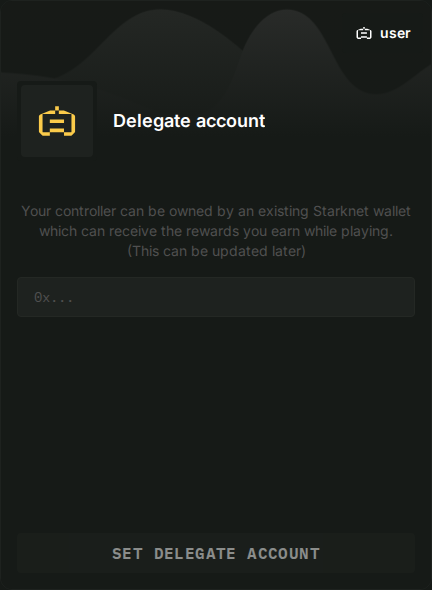 user
Delegate account
Your controller can be owned by an existing Starknet wallet
which can receive the rewards you earn while playing.
(This can be updated later)
0x...
SET DELEGATE ACCOUNT